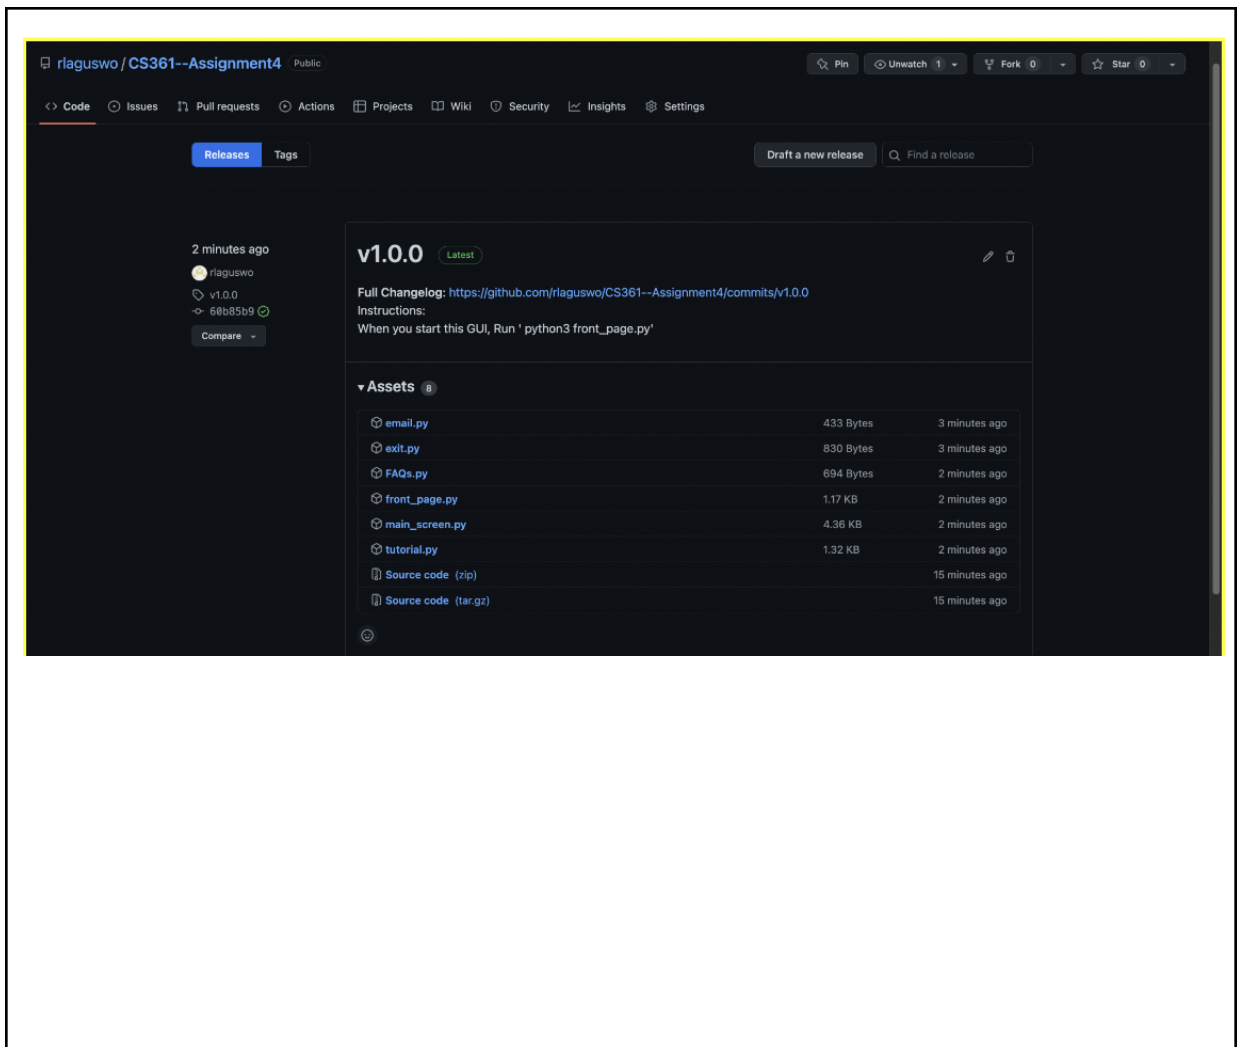 rlaguswo / CS361--Assignment4 Public
Pin Unwatch 1 Fork 0 Star 0
<> Code Issues Pull requests Actions Projects Wiki Security Insights Settings
Releases Tags Draft a new release Find a release
2 minutes ago
rlaguswo
v1.0.0
60b85b9
Compare
v1.0.0 Latest
Full Changelog: https://github.com/rlaguswo/CS361--Assignment4/commits/v1.0.0
Instructions:
When you start this GUI, Run ' python3 front_page.py'
Assets 8
email.py 433 Bytes 3 minutes ago
exit.py 830 Bytes 3 minutes ago
FAQs.py 694 Bytes 2 minutes ago
front_page.py 1.17 KB 2 minutes ago
main_screen.py 4.36 KB 2 minutes ago
tutorial.py 1.32 KB 2 minutes ago
Source code (zip) 15 minutes ago
Source code (tar.gz) 15 minutes ago